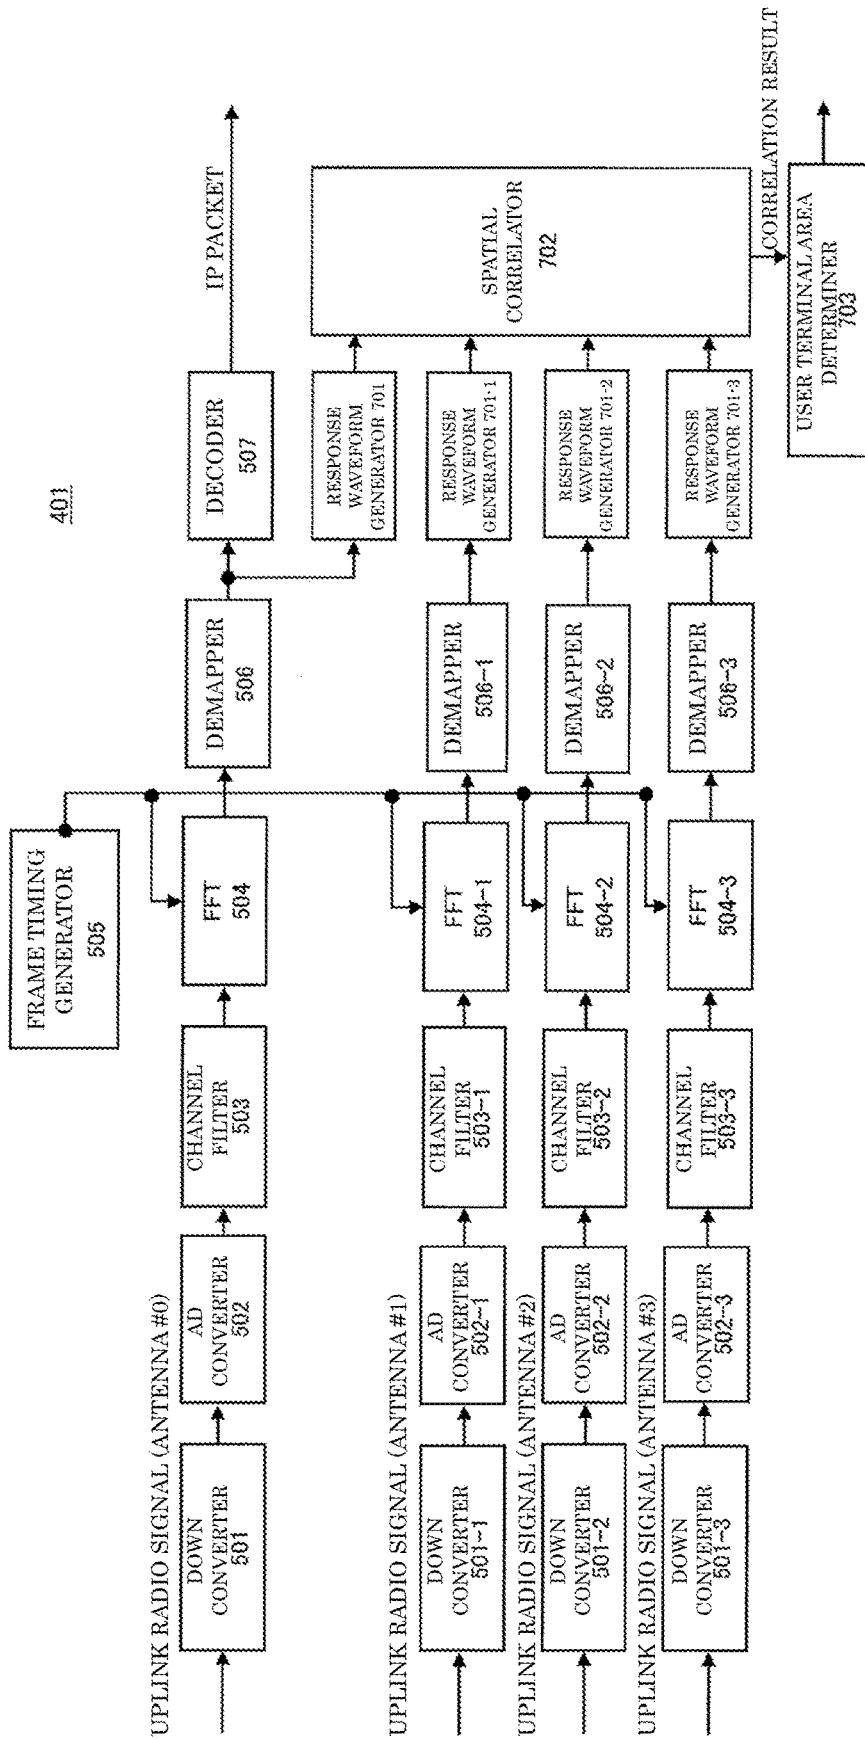 401
FRAME TIMING
GENERATOR
505
UPLINK RADIO SIGNAL (ANTENNA #0)
DOWN
CONVERTER
501
AD
CONVERTER
502
CHANNEL
FILTER
503
FFT
504
DEMAPPER
506
DECODER
507
IP PACKET
RESPONSE
WAVEFORM
GENERATOR 701
UPLINK RADIO SIGNAL (ANTENNA #1)
DOWN
CONVERTER
501-1
AD
CONVERTER
502-1
CHANNEL
FILTER
503-1
FFT
504-1
DEMAPPER
506-1
RESPONSE
WAVEFORM
GENERATOR 701-1
UPLINK RADIO SIGNAL (ANTENNA #2)
DOWN
CONVERTER
501-2
AD
CONVERTER
502-2
CHANNEL
FILTER
503-2
FFT
504-2
DEMAPPER
506-2
RESPONSE
WAVEFORM
GENERATOR 701-2
UPLINK RADIO SIGNAL (ANTENNA #3)
DOWN
CONVERTER
501-3
AD
CONVERTER
502-3
CHANNEL
FILTER
503-3
FFT
504-3
DEMAPPER
506-3
RESPONSE
WAVEFORM
GENERATOR 701-3
SPATIAL
CORRELATOR
702
CORRELATION RESULT
USER TERMINAL AREA
DETERMINER
703